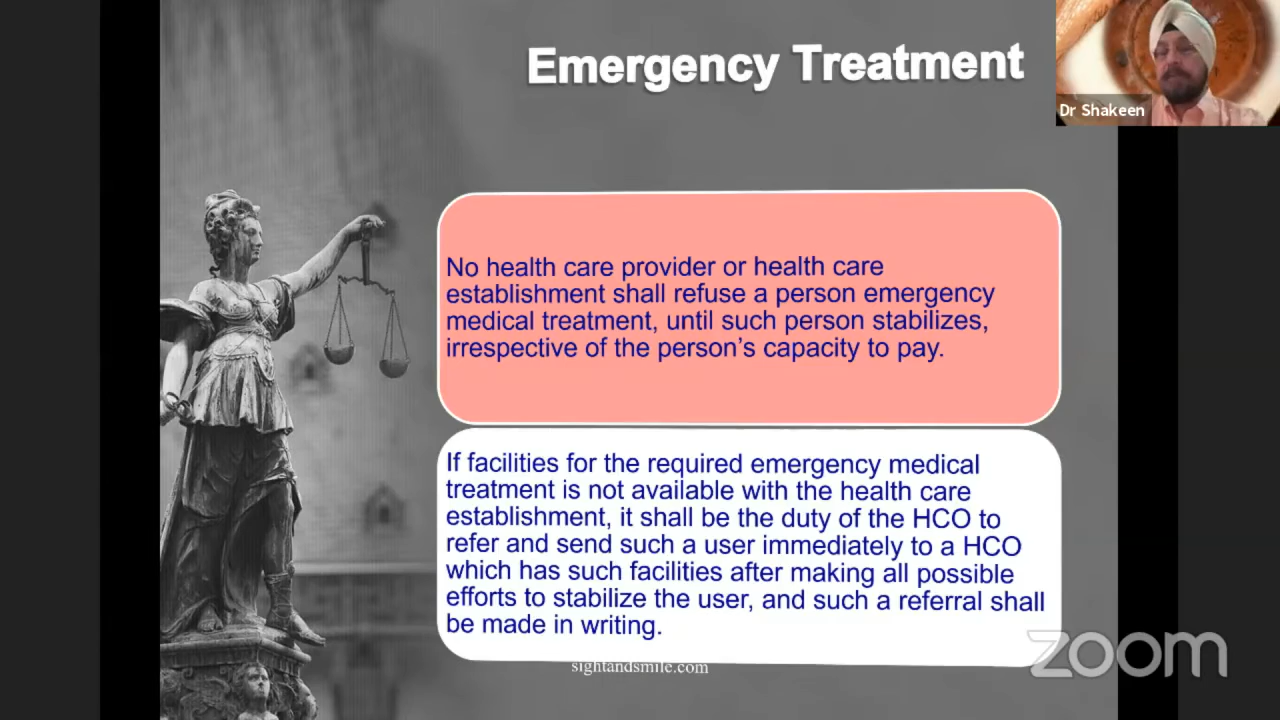 Emergency Treatment
Dr Shakeen
No health care provider or health care
establishment shall refuse a person emergency
medical treatment, until such person stabilizes,
irrespective of the person's capacity to pay.
If facilities for the required emergency medical
treatment is not available with the health care
establishment, it shall be the duty of the HCO to
refer and send such a user immediately to a HCO
which has such facilities after making all possible
efforts to stabilize the user, and such a referral shall
be made in writing.
sightandsmile.com
zoom